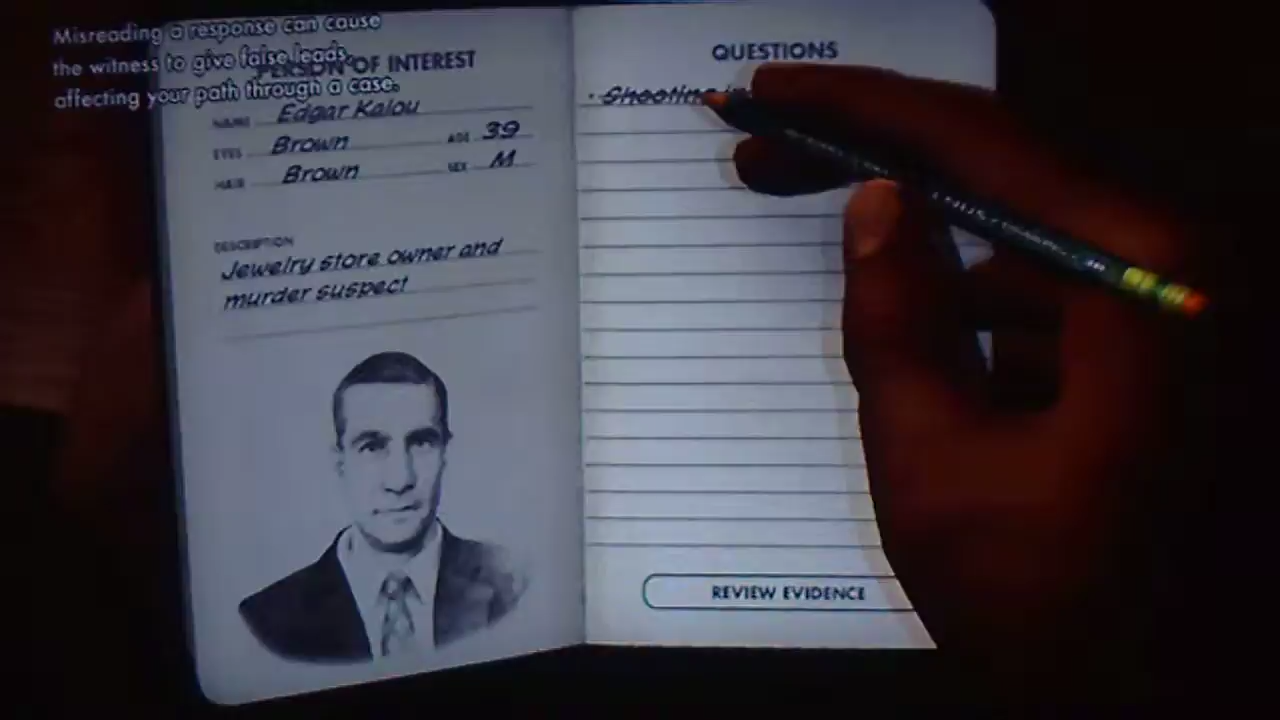 Misreading a response can cause
the witness to give false leads,
affecting your path through a case.
PERSON OF INTEREST
NAME Edgar Kalou
EYES Brown AGE 39
HAIR Brown SEX M
DESCRIPTION
Jewelry store owner and
murder suspect
QUESTIONS
Shooting
REVIEW EVIDENCE